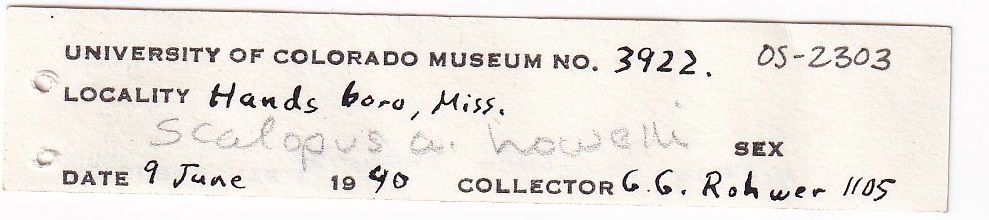 UNIVERSITY OF COLORADO MUSEUM NO. 3922. OS-2303
LOCALITY Handsboro, Miss.
Scalopus a. howelli
SEX
DATE 9 June 1940 COLLECTOR G.G. Rohwer 1105